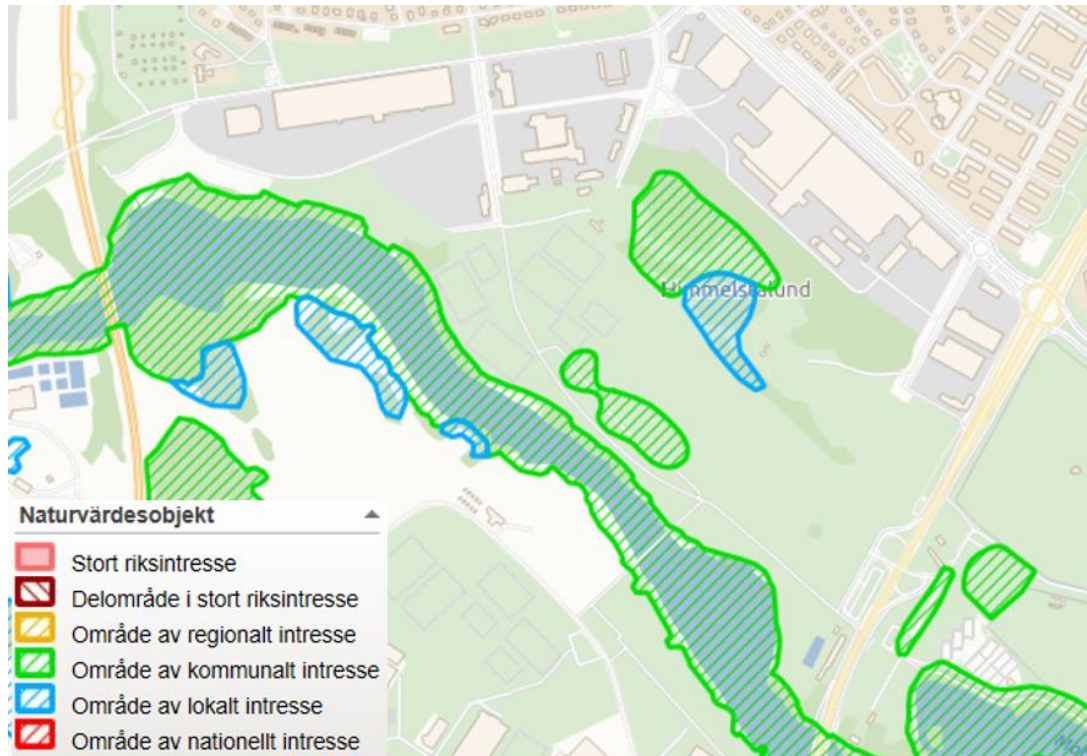 Himmelstalund
Naturvärdesobjekt
Stort riksintresse
Delområde i stort riksintresse
Område av regionalt intresse
Område av kommunalt intresse
Område av lokalt intresse
Område av nationellt intresse